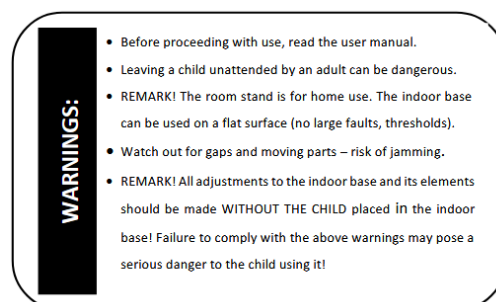 WARNINGS:
• Before proceeding with use, read the user manual.
• Leaving a child unattended by an adult can be dangerous.
• REMARK! The room stand is for home use. The indoor base
can be used on a flat surface (no large faults, thresholds).
• Watch out for gaps and moving parts – risk of jamming.
• REMARK! All adjustments to the indoor base and its elements
should be made WITHOUT THE CHILD placed in the indoor
base! Failure to comply with the above warnings may pose a
serious danger to the child using it!